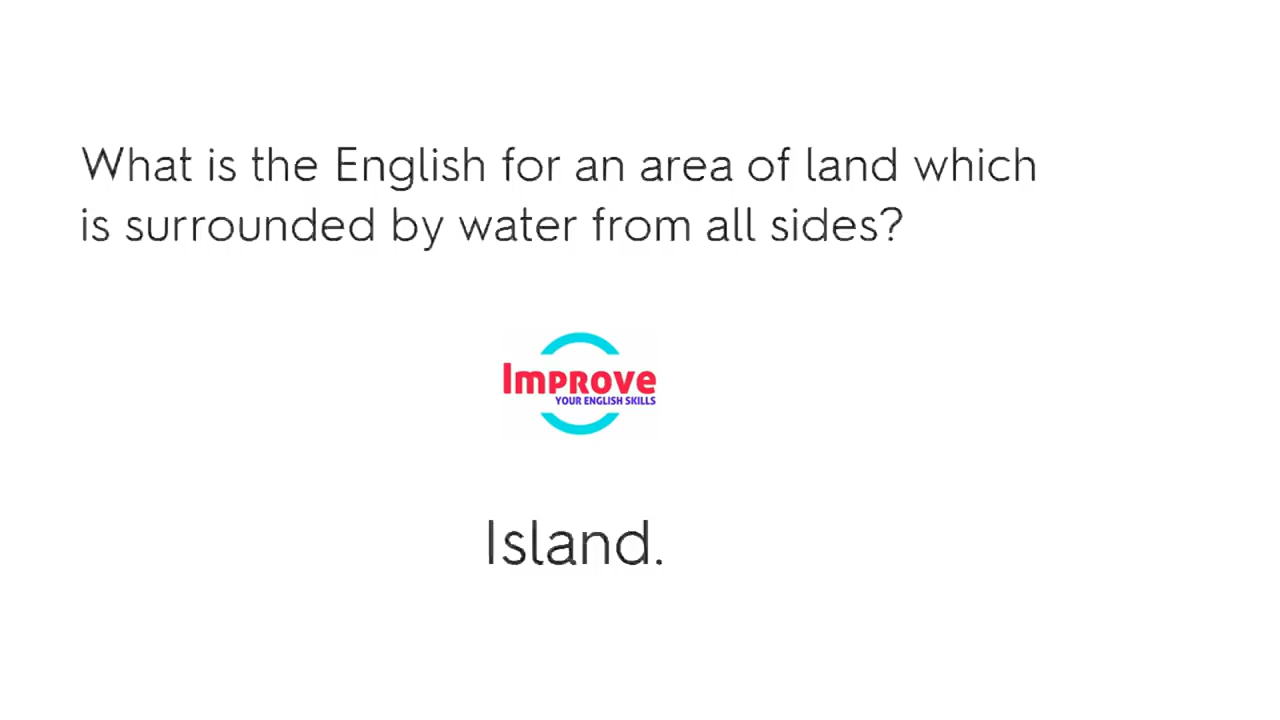 What is the English for an area of land which
is surrounded by water from all sides?
Improve
YOUR ENGLISH SKILLS
Island.